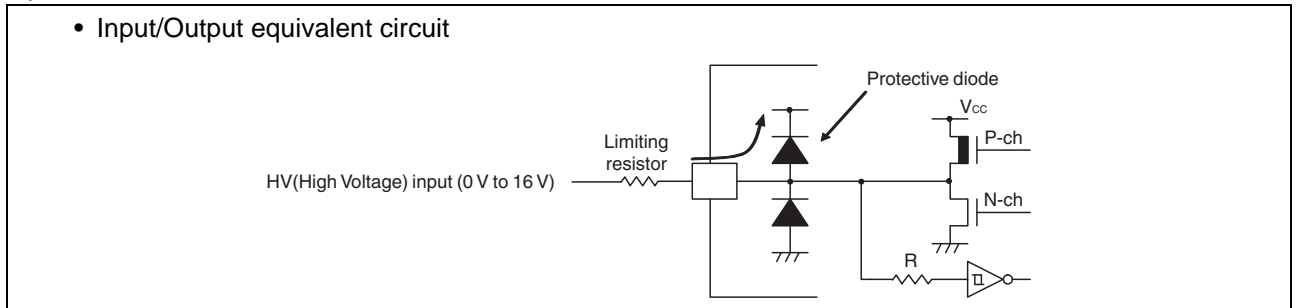 • Input/Output equivalent circuit
Protective diode
Vcc
P-ch
Limiting
resistor
HV(High Voltage) input (0 V to 16 V)
N-ch
R